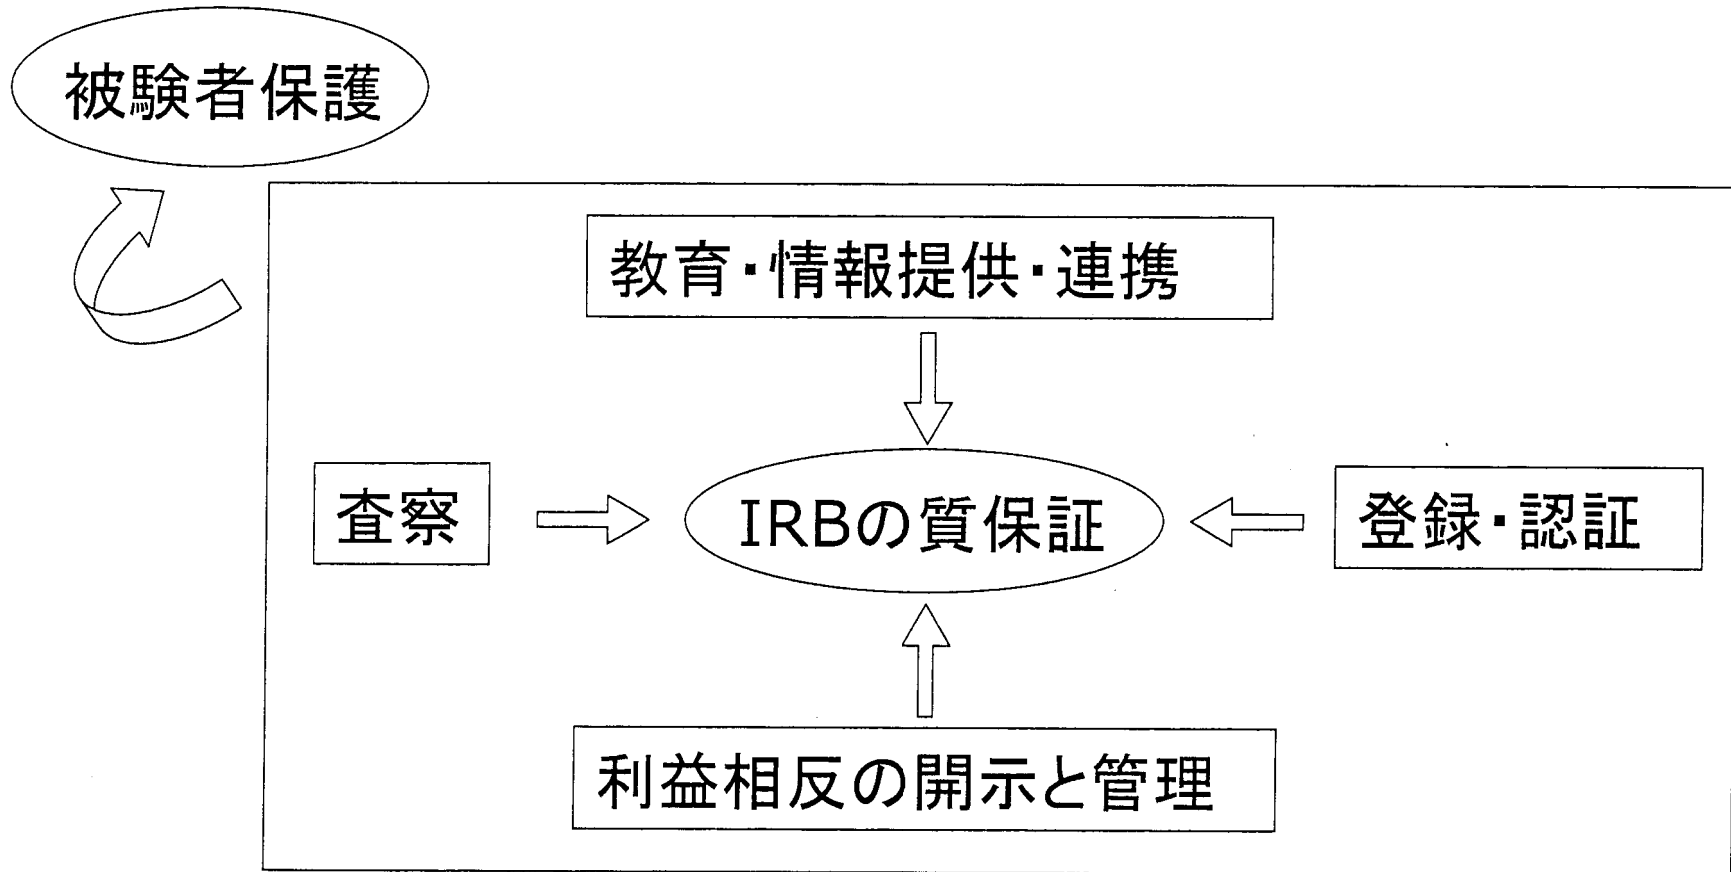 被験者保護
教育・情報提供・連携
査察
IRBの質保証
登録・認証
利益相反の開示と管理